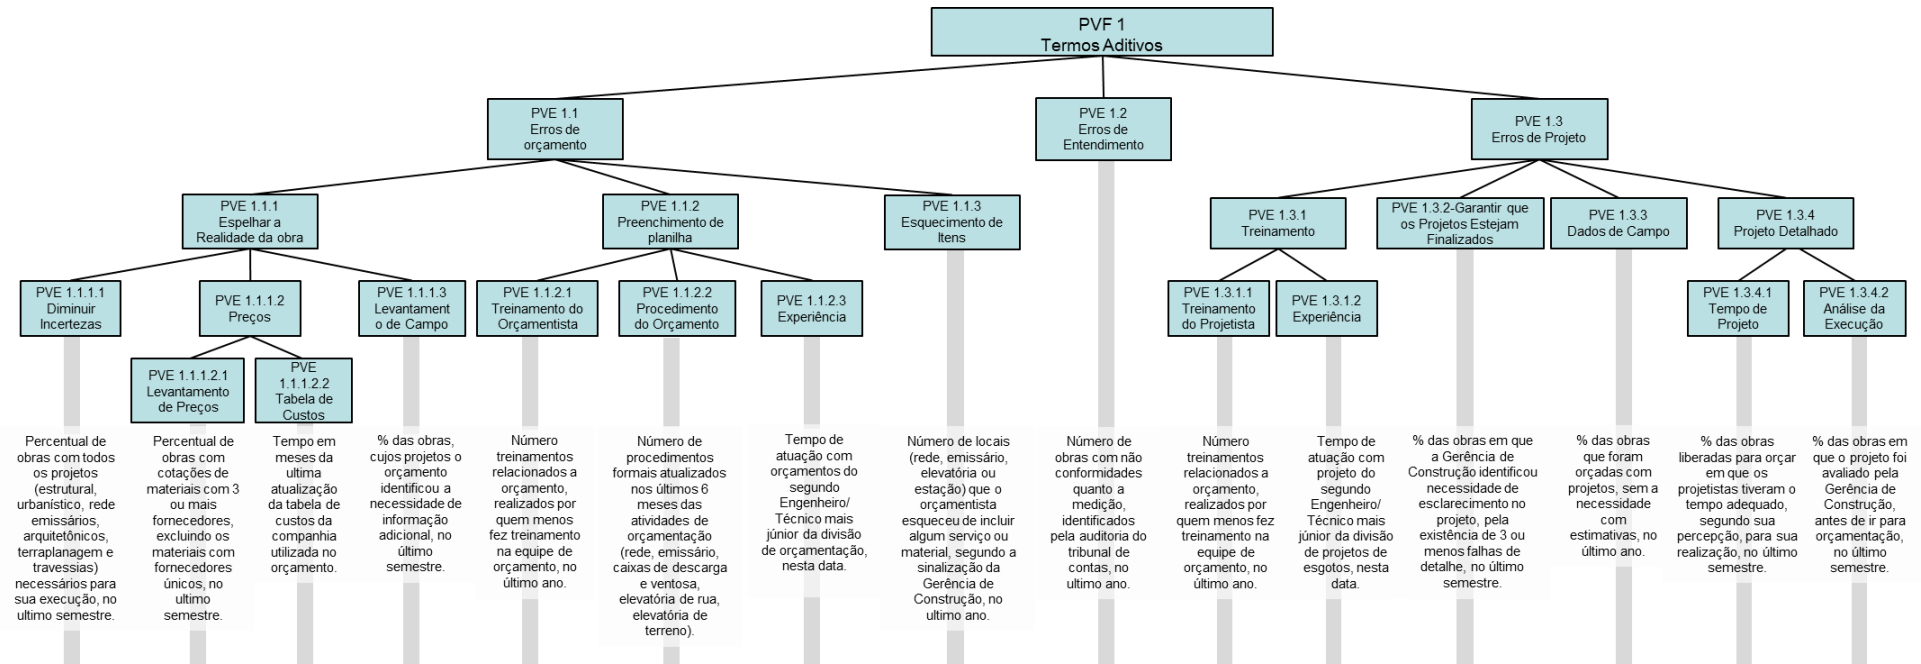 PVF 1
Termos Aditivos
PVE 1.1
Erros de
orçamento
PVE 1.2
Erros de
Entendimento
PVE 1.3
Erros de Projeto
PVE 1.1.1
Espelhar a
Realidade da obra
PVE 1.1.2
Preenchimento de
planilha
PVE 1.1.3
Esquecimento de
Itens
PVE 1.3.1
Treinamento
PVE 1.3.2-Garantir que
os Projetos Estejam
Finalizados
PVE 1.3.3
Dados de Campo
PVE 1.3.4
Projeto Detalhado
PVE 1.1.1.1
Diminuir
Incertezas
PVE 1.1.1.2
Preços
PVE 1.1.1.3
Levantament
o de Campo
PVE 1.1.2.1
Treinamento do
Orçamentista
PVE 1.1.2.2
Procedimento
do Orçamento
PVE 1.1.2.3
Experiência
PVE 1.3.1.1
Treinamento
do Projetista
PVE 1.3.1.2
Experiência
PVE 1.3.4.1
Tempo de
Projeto
PVE 1.3.4.2
Análise da
Execução
PVE 1.1.1.2.1
Levantamento
de Preços
PVE
1.1.1.2.2
Tabela de
Custos
Percentual de
obras com todos
os projetos
(estrutural,
urbanístico, rede
emissários,
arquitetônicos,
terraplanagem e
travessias)
necessários para
sua execução, no
ultimo semestre.
Percentual de
obras com
cotações de
materiais com 3
ou mais
fornecedores,
excluindo os
materiais com
fornecedores
únicos, no
ultimo
semestre.
Tempo em
meses da
ultima
atualização
da tabela de
custos da
companhia
utilizada no
orçamento.
% das obras,
cujos projetos o
orçamento
identificou a
necessidade de
informação
adicional, no
último
semestre.
Número
treinamentos
relacionados a
orçamento,
realizados por
quem menos
fez treinamento
na equipe de
orçamento, no
último ano.
Número de
procedimentos
formais atualizados
nos últimos 6
meses das
atividades de
orçamentação
(rede, emissário,
caixas de descarga
e ventosa,
elevatória de rua,
elevatória de
terreno).
Tempo de
atuação com
orçamentos do
segundo
Engenheiro/
Técnico mais
júnior da divisão
de orçamentação,
nesta data.
Número de locais
(rede, emissário,
elevatória ou
estação) que o
orçamentista
esqueceu de incluir
algum serviço ou
material, segundo a
sinalização da
Gerência de
Construção, no
ultimo ano.
Número de
obras com não
conformidades
quanto a
medição,
identificados
pela auditoria do
tribunal de
contas, no
ultimo ano.
Número
treinamentos
relacionados a
orçamento,
realizados por
quem menos fez
treinamento na
equipe de
orçamento, no
último ano.
Tempo de
atuação com
projeto do
segundo
Engenheiro/
Técnico mais
júnior da divisão
de projetos de
esgotos, nesta
data.
% das obras em que
a Gerência de
Construção identificou
necessidade de
esclarecimento no
projeto, pela
existência de 3 ou
menos falhas de
detalhe, no último
semestre.
% das obras
que foram
orçadas com
projetos, sem a
necessidade
com
estimativas, no
último ano.
% das obras
liberadas para orçar
em que os
projetistas tiveram o
tempo adequado,
segundo sua
percepção, para sua
realização, no último
semestre.
% das obras em
que o projeto foi
avaliado pela
Gerência de
Construção,
antes de ir para
orçamentação,
no último
semestre.